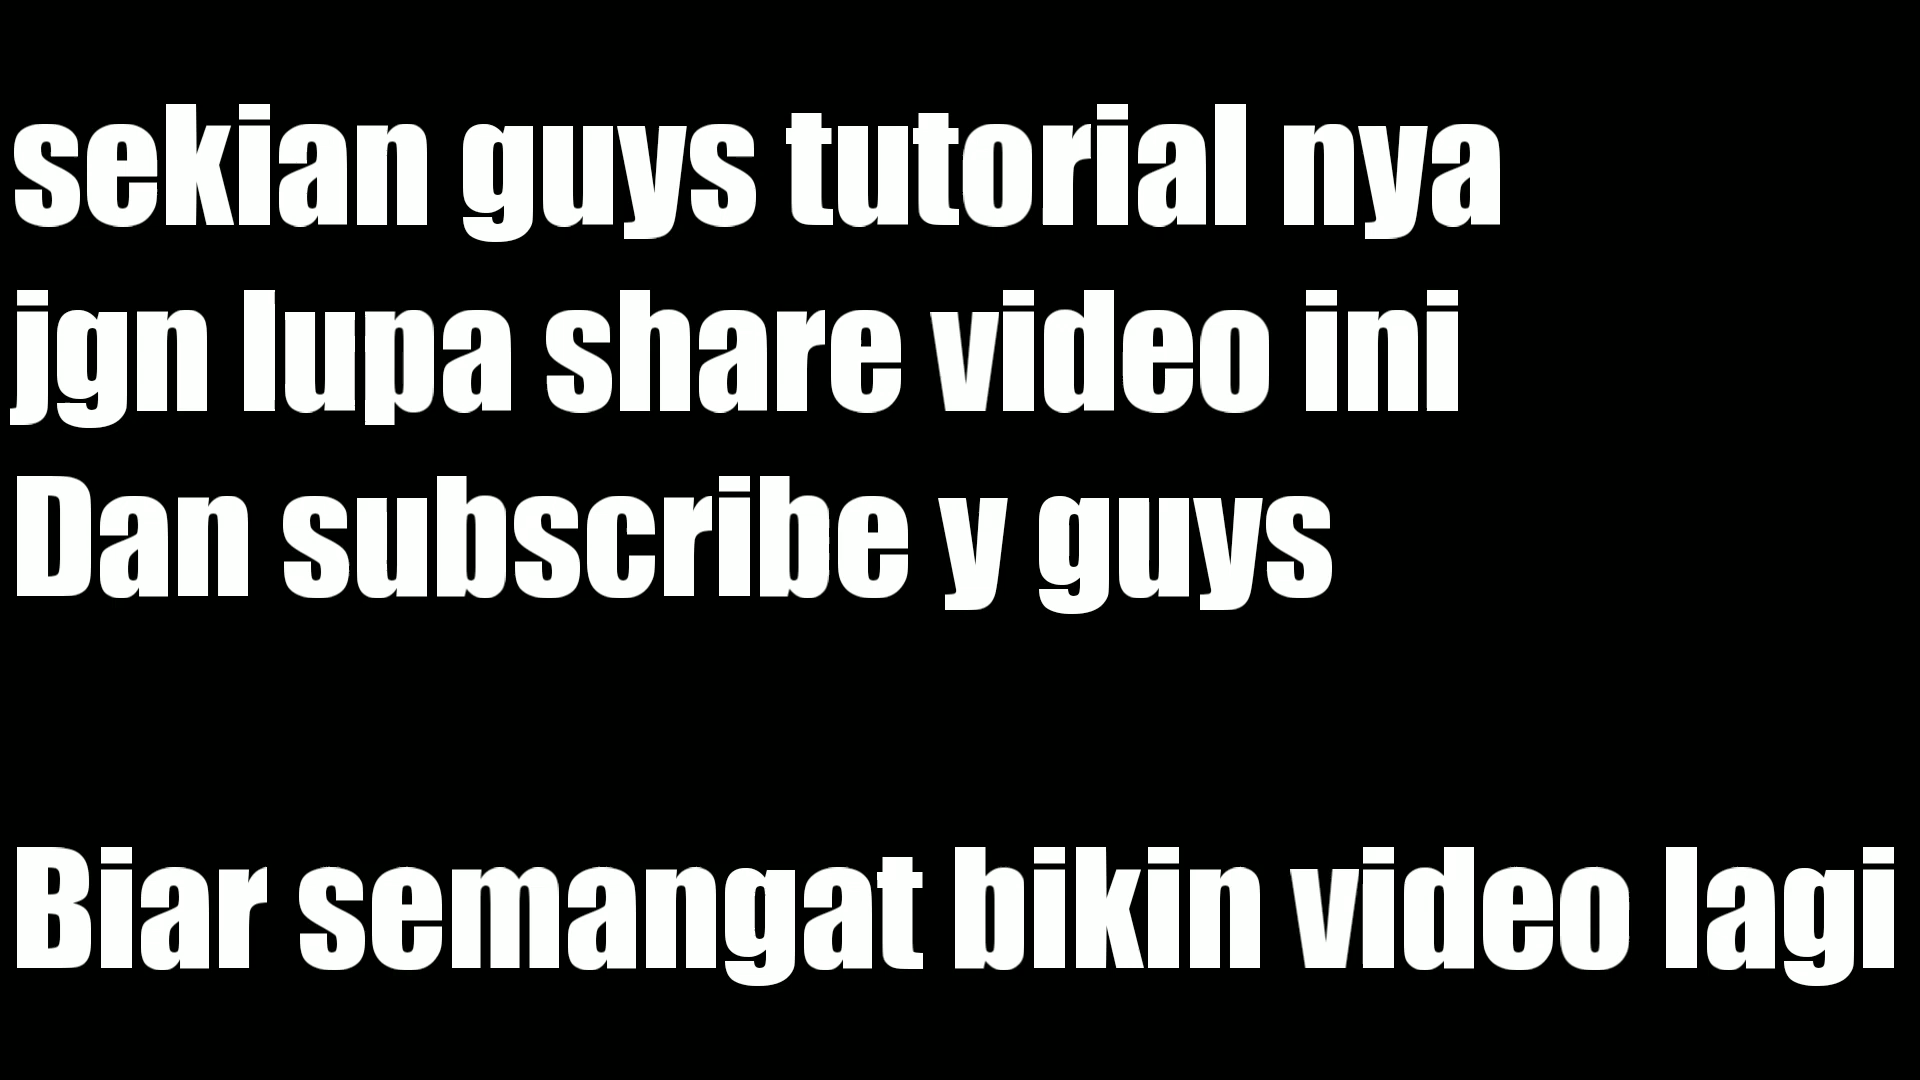 sekian guys tutorial nya
jgn lupa share video ini
Dan subscribe y guys
Biar semangat bikin video lagi